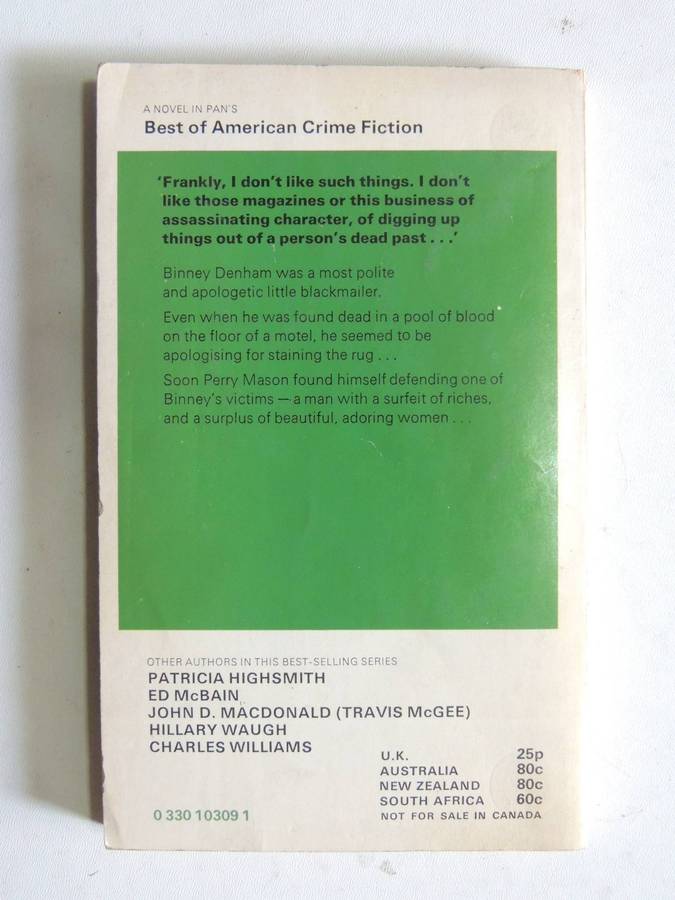 A NOVEL IN PAN'S
Best of American Crime Fiction
‘Frankly, I don’t like such things. I don’t
like those magazines or this business of
assassinating character, of digging up
things out of a person’s dead past . . .’
Binney Denham was a most polite
and apologetic little blackmailer.
Even when he was found dead in a pool of blood
on the floor of a motel, he seemed to be
apologising for staining the rug . . .
Soon Perry Mason found himself defending one of
Binney’s victims — a man with a surfeit of riches,
and a surplus of beautiful, adoring women . . .
OTHER AUTHORS IN THIS BEST-SELLING SERIES
PATRICIA HIGHSMITH
ED McBAIN
JOHN D. MACDONALD (TRAVIS McGEE)
HILLARY WAUGH
CHARLES WILLIAMS
U.K. 25p
AUSTRALIA 80c
NEW ZEALAND 80c
SOUTH AFRICA 60c
NOT FOR SALE IN CANADA
0 330 10309 1